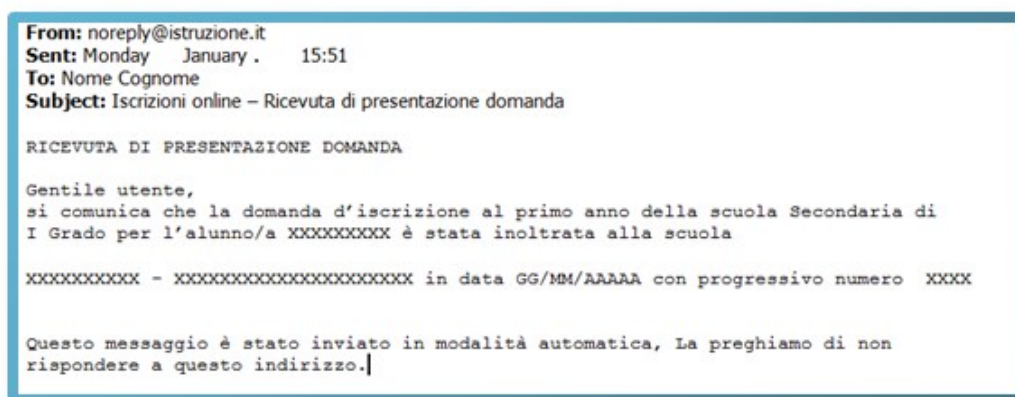 From: noreply@istruzione.it
Sent: Monday January . 15:51
To: Nome Cognome
Subject: Iscrizioni online – Ricevuta di presentazione domanda
RICEVUTA DI PRESENTAZIONE DOMANDA
Gentile utente,
si comunica che la domanda d'iscrizione al primo anno della scuola Secondaria di
I Grado per l'alunno/a XXXXXXXXX è stata inoltrata alla scuola
XXXXXXXXXX - XXXXXXXXXXXXXXXXXXXXX in data GG/MM/AAAAA con progressivo numero XXXX
Questo messaggio è stato inviato in modalità automatica, La preghiamo di non
rispondere a questo indirizzo.